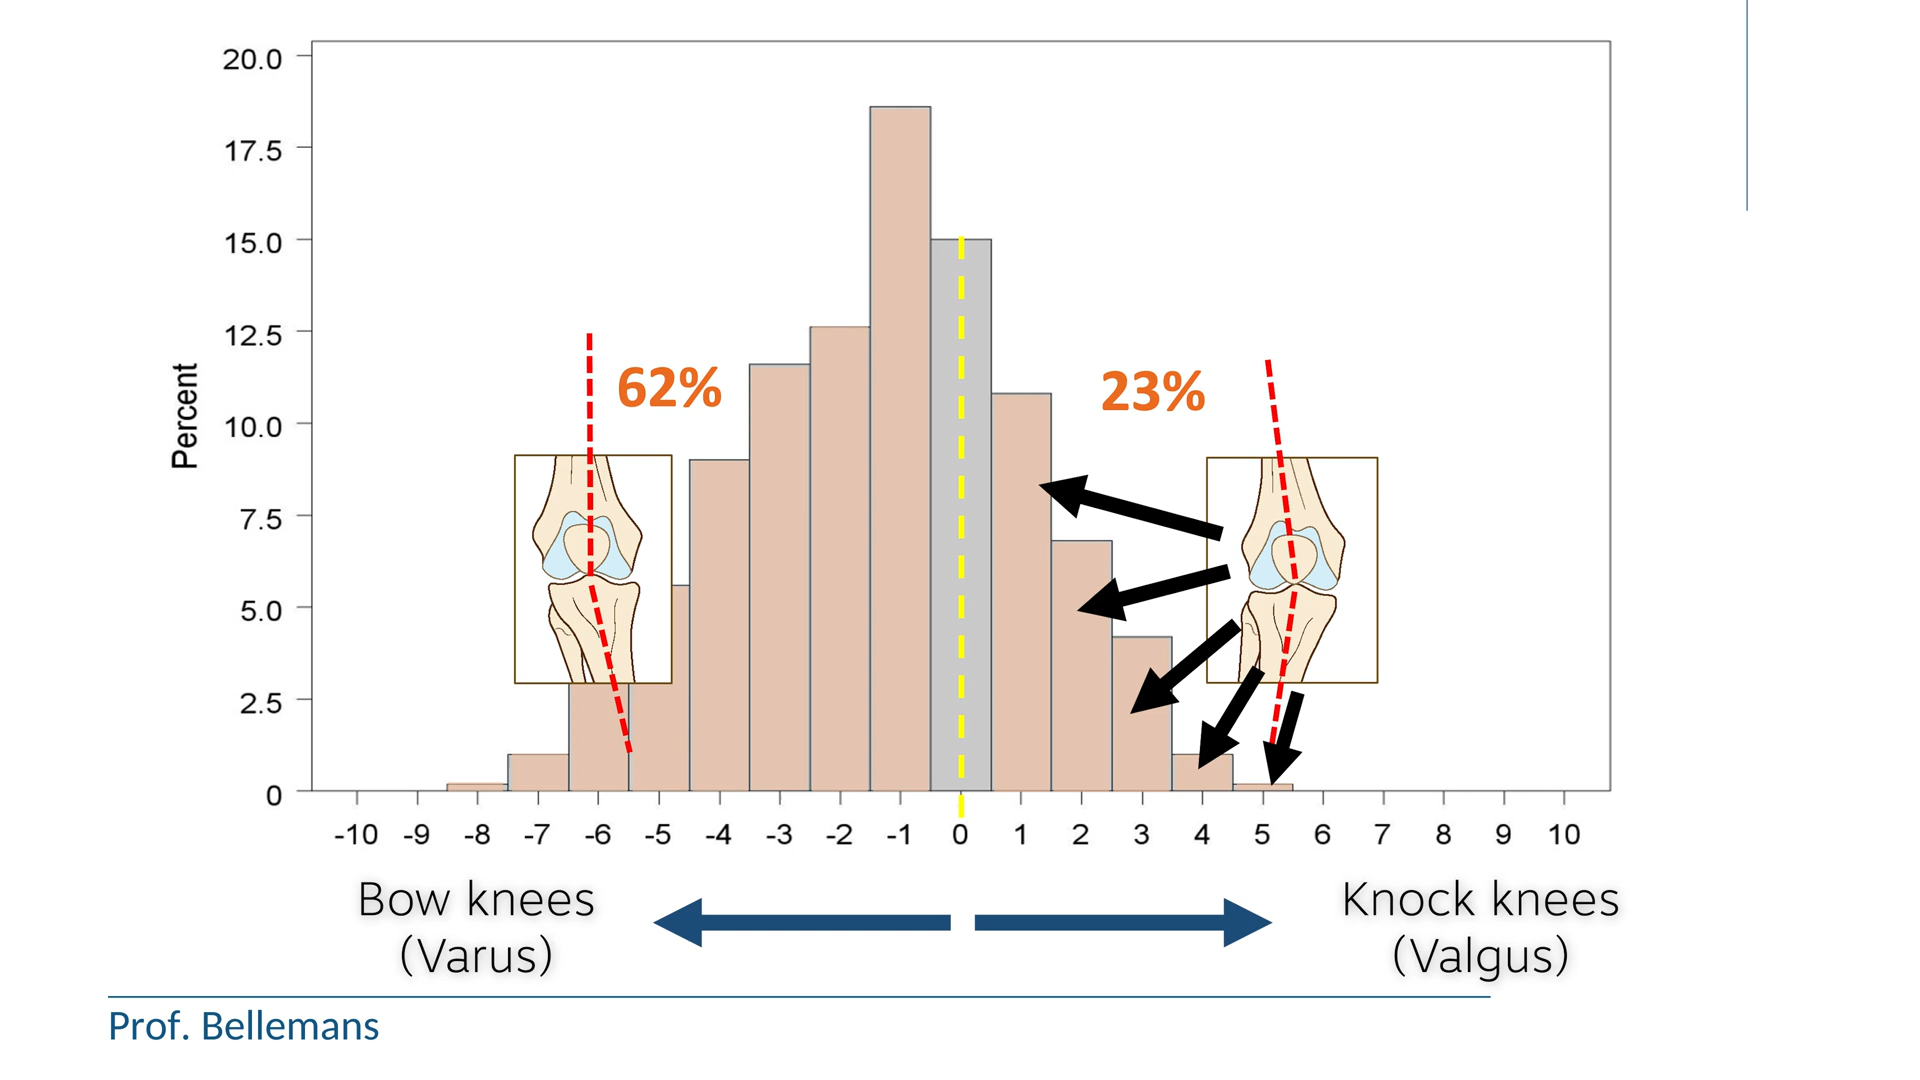 20.0
17.5
15.0
12.5
10.0
7.5
5.0
2.5
0
Percent
62%
23%
-10 -9 -8 -7 -6 -5 -4 -3 -2 -1 0 1 2 3 4 5 6 7 8 9 10
Bow knees
(Varus)
Knock knees
(Valgus)
Prof. Bellemans